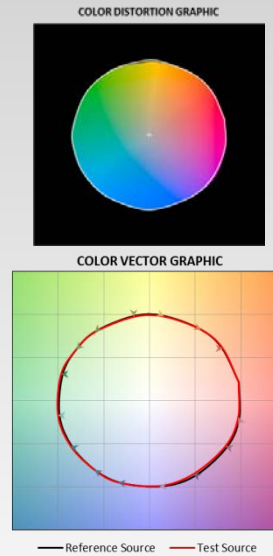 COLOR DISTORTION GRAPHIC
COLOR VECTOR GRAPHIC
Reference Source Test Source